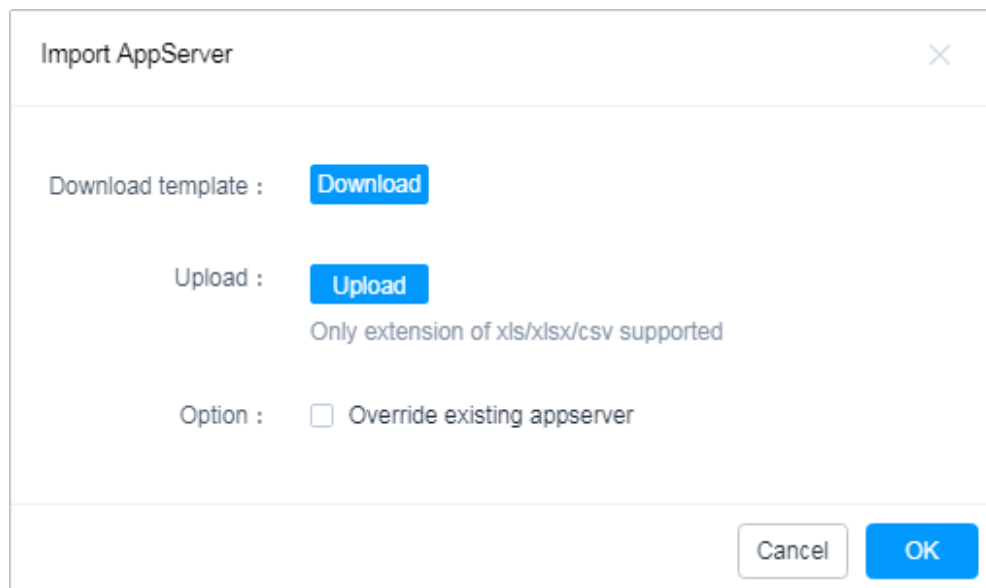 Import AppServer
Download template : Download
Upload : Upload
Only extension of xls/xlsx/csv supported
Option : Override existing appserver
Cancel OK